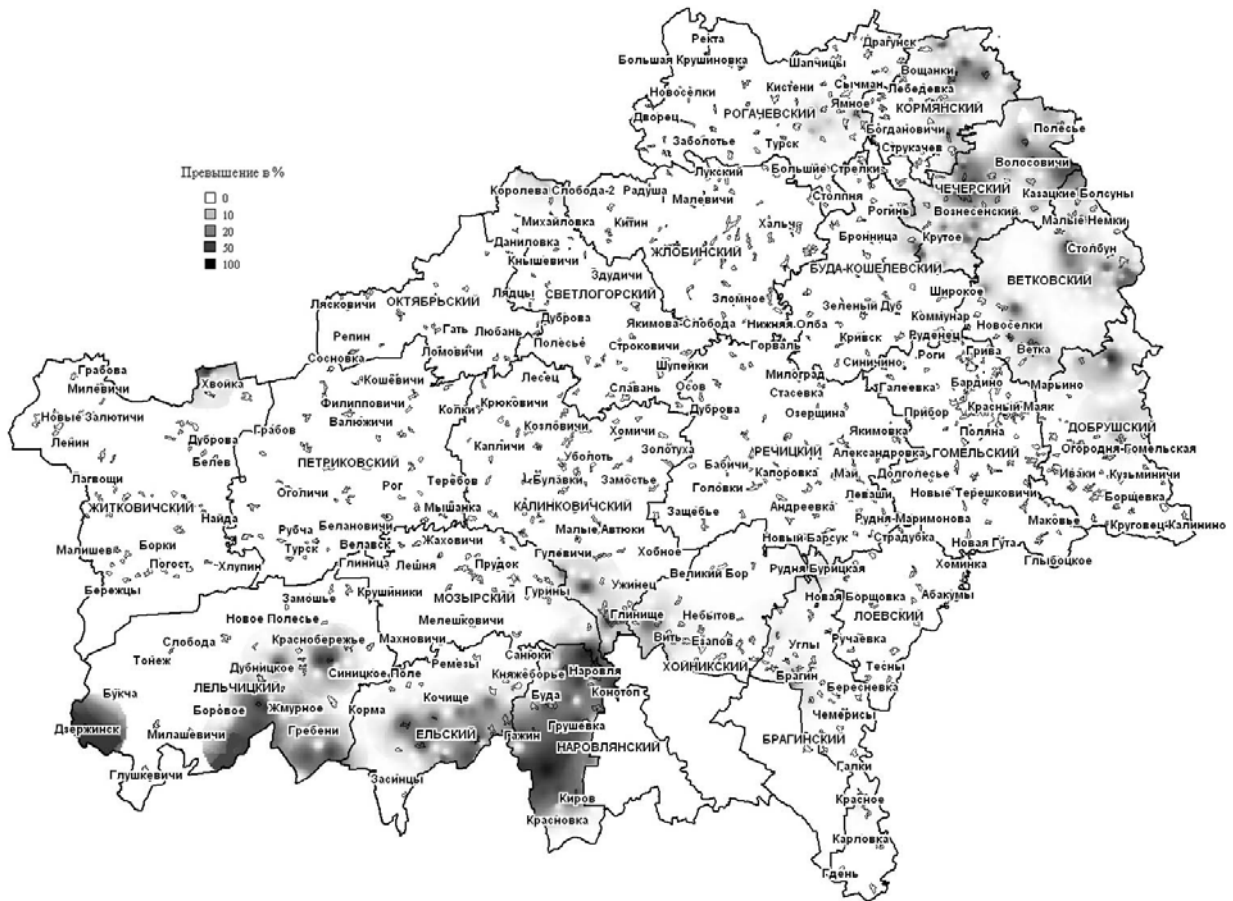 Превышение в %
0
10
20
50
100
Ректа
Драгунск
Большая Крушиновка
Шапчицы
Вощанки
Кистени
Сычман
Лебедевка
Новосёлки
РОГАЧЕВСКИЙ
Ямное
КОРМЯНСКИЙ
Дворец
Богдановичи
Полесье
Заболотье
Турск
Струкачев
Волосовичи
Лукский
Большие Стрелки
Королева Слобода-2
Радуша
Малевичи
Столпня
ЧЕЧЕРСКИЙ
Казацкие Болсуны
Рогинь
Вознесенский
Михайловка
Китин
Хальч
Малые Немки
Даниловка
Бронница
Крутое
Столбун
Кнышевичи
ЖЛОБИНСКИЙ
Здудичи
БУДА-КОШЕЛЕВСКИЙ
ВЕТКОВСКИЙ
Лясковичи
ОКТЯБРЬСКИЙ
Лядцы
СВЕТЛОГОРСКИЙ
Зломное
Широкое
Зеленый Дуб
Дуброва
Коммунар
Репин
Гать
Любань
Якимова-Слобода
Нижняя Олба
Новоселки
Полесье
Кривск
Руденец
Сосновка
Ломовичи
Строковичи
Горваль
Ветка
Грабова
Синичино
Роги
Грива
Хвойка
Кошевичи
Лесец
Шупейки
Милоград
Милевичи
Славань
Осов
Стасевка
Галеевка
Бардино
Марьино
Филипповичи
Колки
Крюковичи
Дуброва
Новые Залютичи
Валюжичи
Озерщина
Прибор
Красный Маяк
Грабов
Козловичи
Хомичи
Ленин
Дуброва
Якимовка
Поляна
ДОБРУШСКИЙ
Капличи
Золотуха
РЕЧИЦКИЙ
Белев
ПЕТРИКОВСКИЙ
Уболоть
Бабичи
Александровка
ГОМЕЛЬСКИЙ
Огородня-Гомельская
Лагвощи
Рог
Теребов
Булавки
Замостье
Капоровка
Май
Долголесье
Иваки
Кузьминичи
Оголичи
Головки
Леваши
Новые Терешковичи
Борщевка
ЖИТКОВИЧСКИЙ
Мышанка
КАЛИНКОВИЧСКИЙ
Андреевка
Найда
Защебье
Рудня-Маримонова
Маковье
Рубча
Белановичи
Малые Автюки
Круговец-Калинино
Малишев
Борки
Турск
Велавск
Жаховичи
Новый Барсук
Страдубка
Новая Гута
Гулевичи
Хобное
Погост
Хлупин
Глиница
Лешня
Прудок
Хоминка
Глыбоцкое
Великий Бор
Рудня Бурицкая
Бережцы
Крушиники
Ужинец
Замошье
МОЗЫРСКИЙ
Гурины
Новая Борщовка
Абакумы
Новое Полесье
Мелешковичи
Глинище
Небытов
ЛОЕВСКИЙ
Слобода
Краснобережье
Махновичи
Вить
Езапов
Углы
Ручаевка
Тонеж
Дубницкое
Ремезы
Санюки
ХОЙНИКСКИЙ
Тесны
Синицкое Поле
Княжеборье
Наровля
Брагин
ЛЕЛЬЧИЦКИЙ
Букча
Кочище
Буда
Конотоп
Бересневка
Боровое
Жмурное
Корма
Чемерисы
Дзержинск
Милашевичи
Гребени
ЕЛЬСКИЙ
Гажин
Грушевка
БРАГИНСКИЙ
НАРОВЛЯНСКИЙ
Глушкевичи
Засинцы
Галки
Киров
Красное
Красновка
Карловка
Гдень